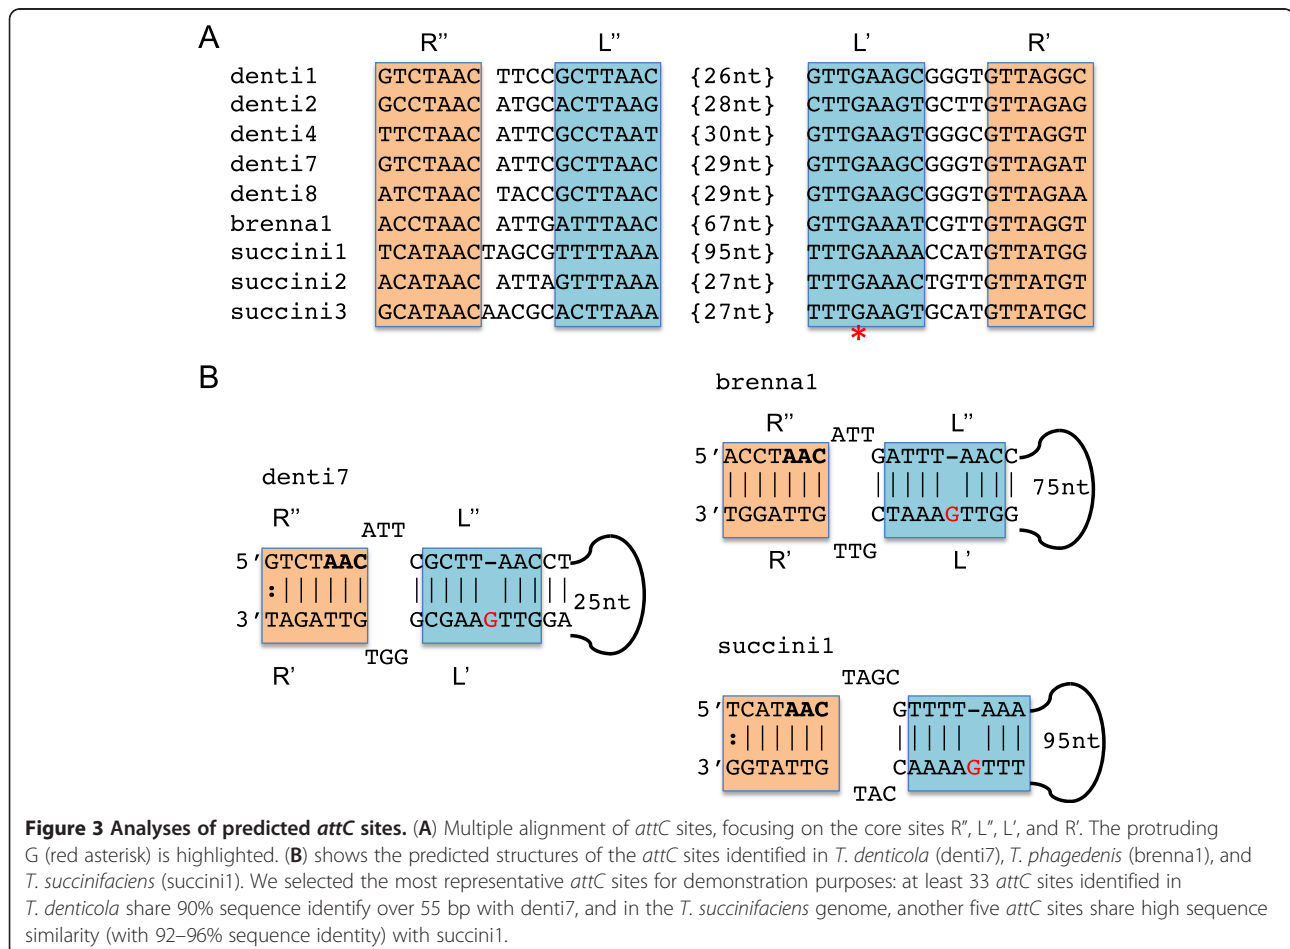 A
R” L” L’ R’
denti1 GTCTAAC TTCCGCTTAAC {26nt} GTTGAAGCGGGTGTTAGGC
denti2 GCCTAAC ATGCACTTAAG {28nt} CTTGAAGTGCTTGTTAGAG
denti4 TTCTAAC ATTCGCCTAAT {30nt} GTTGAAGTGGGCGTTAGGT
denti7 GTCTAAC ATTCGCTTAAC {29nt} GTTGAAGCGGGTGTTAGAT
denti8 ATCTAAC TACCGCTTAAC {29nt} GTTGAAGCGGGTGTTAGAA
brenna1 ACCTAAC ATTGATTTAAC {67nt} GTTGAAATCGTTGTTAGGT
succini1 TCATAACTAGCGTTTTAAA {95nt} TTTGAAAACCATGTTATGG
succini2 ACATAAC ATTAGTTTAAA {27nt} TTTGAAACTGTTGTTATGT
succini3 GCATAACAACGCACTTAAA {27nt} TTTGAAGTGCATGTTATGC
*
B
denti7
R” L”
ATT
5’GTCTAAC CGCTT-AACCT
:|||||| ||||| |||||
25nt
3’TAGATTG GCGAAGTTGGA
TGG
R’ L’
brenna1
R” L”
ATT
5’ACCTAAC GATTT-AACC
||||||| ||||| ||||
75nt
3’TGGATTG CTAAAGTTGG
TTG
R’ L’
succini1
TAGC
5’TCATAAC GTTTT-AAA
:|||||| ||||| |||
95nt
3’GGTATTG CAAAAGTTT
TAC
Figure 3 Analyses of predicted attC sites. (A) Multiple alignment of attC sites, focusing on the core sites R”, L”, L’, and R’. The protruding
G (red asterisk) is highlighted. (B) shows the predicted structures of the attC sites identified in T. denticola (denti7), T. phagedenis (brenna1), and
T. succinifaciens (succini1). We selected the most representative attC sites for demonstration purposes: at least 33 attC sites identified in
T. denticola share 90% sequence identify over 55 bp with denti7, and in the T. succinifaciens genome, another five attC sites share high sequence
similarity (with 92–96% sequence identity) with succini1.